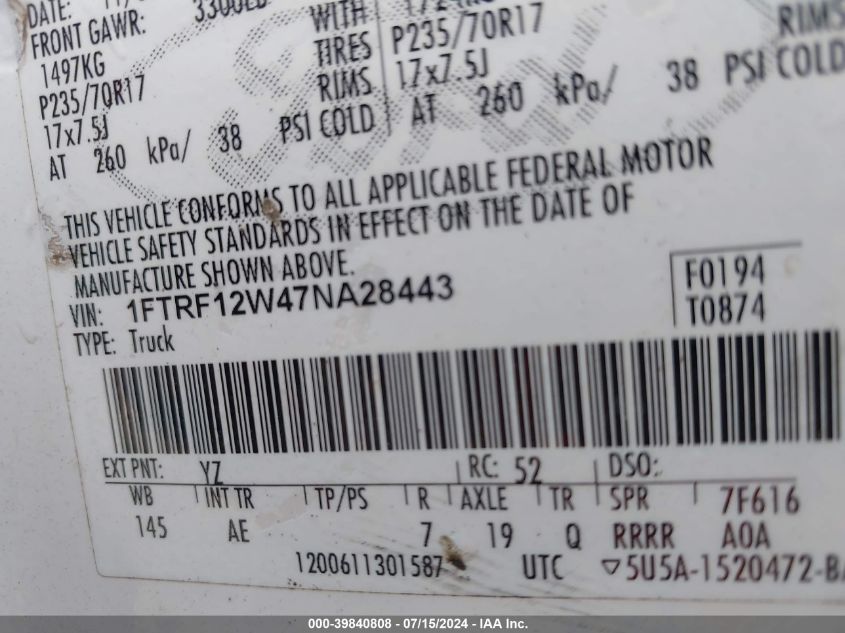 DATE:
FRONT GAWR: 3300LB WITH
1497KG TIRES P235/70R17
P235/70R17 RIMS 17x7.5J RIMS
17x7.5J
AT 260 kPa/ 38 PSI COLD AT 260 kPa/ 38 PSI COLD
THIS VEHICLE CONFORMS TO ALL APPLICABLE FEDERAL MOTOR
VEHICLE SAFETY STANDARDS IN EFFECT ON THE DATE OF
MANUFACTURE SHOWN ABOVE.
VIN: 1FTRF12W47NA28443
F0194
TYPE: Truck
T0874
EXT PNT: YZ RC: 52 DSO:
WB INT TR TP/PS R AXLE TR SPR 7F616
145 AE 7 19 Q RRRR AOA
1200611301587 UTC ▽5U5A-1520472-BA
000-39840808 - 07/15/2024 - IAA Inc.